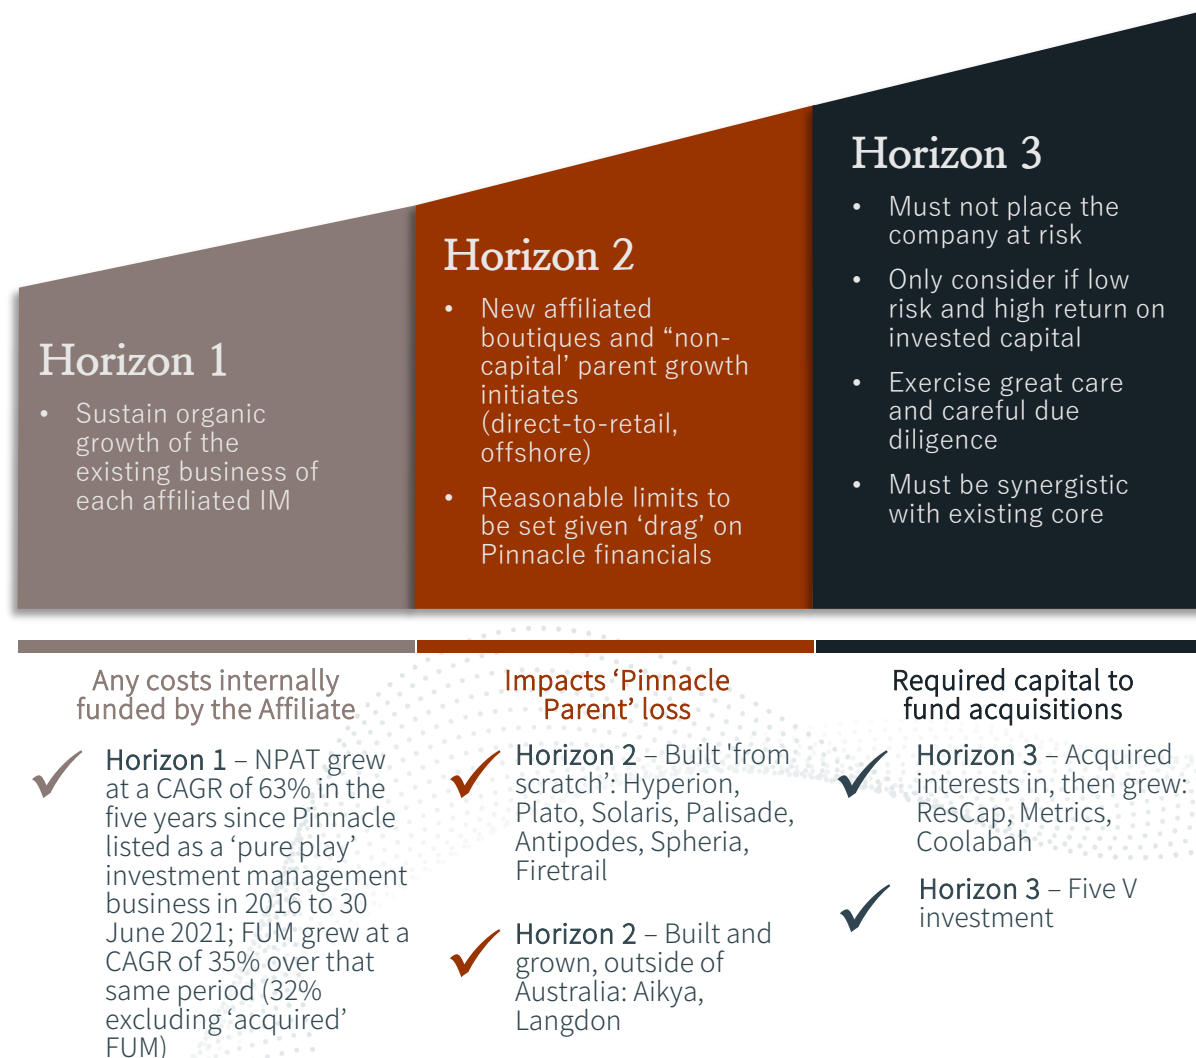 Horizon 1
• Sustain organic
growth of the
existing business of
each affiliated IM
Horizon 2
• New affiliated
boutiques and “non-
capital’ parent growth
initiates
(direct-to-retail,
offshore)
• Reasonable limits to
be set given ‘drag’ on
Pinnacle financials
Horizon 3
• Must not place the
company at risk
• Only consider if low
risk and high return on
invested capital
• Exercise great care
and careful due
diligence
• Must be synergistic
with existing core
Any costs internally
funded by the Affiliate
✓ Horizon 1 – NPAT grew
at a CAGR of 63% in the
five years since Pinnacle
listed as a ‘pure play’
investment management
business in 2016 to 30
June 2021; FUM grew at a
CAGR of 35% over that
same period (32%
excluding ‘acquired’
FUM)
Impacts ‘Pinnacle
Parent’ loss
✓ Horizon 2 – Built 'from
scratch’: Hyperion,
Plato, Solaris, Palisade,
Antipodes, Spheria,
Firetrail
✓ Horizon 2 – Built and
grown, outside of
Australia: Aikya,
Langdon
Required capital to
fund acquisitions
✓ Horizon 3 – Acquired
interests in, then grew:
ResCap, Metrics,
Coolabah
✓ Horizon 3 – Five V
investment